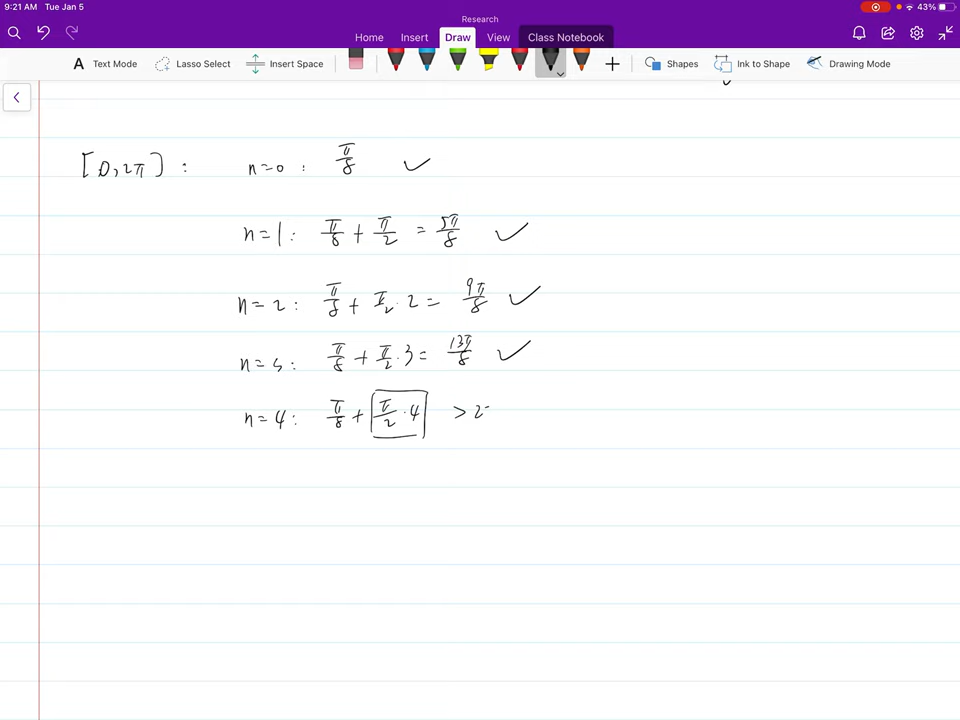 9:21 AM Tue Jan 5
43%
Research
Home Insert Draw View Class Notebook
Text Mode Lasso Select Insert Space Shapes Ink to Shape Drawing Mode
[0, 2π] : n=0 : π/8 ✓
n=1 : π/8 + π/2 = 5π/8 ✓
n=2 : π/8 + π/2 · 2 = 9π/8 ✓
n=3 : π/8 + π/2 · 3 = 13π/8 ✓
n=4 : π/8 + π/2 · 4 > 2